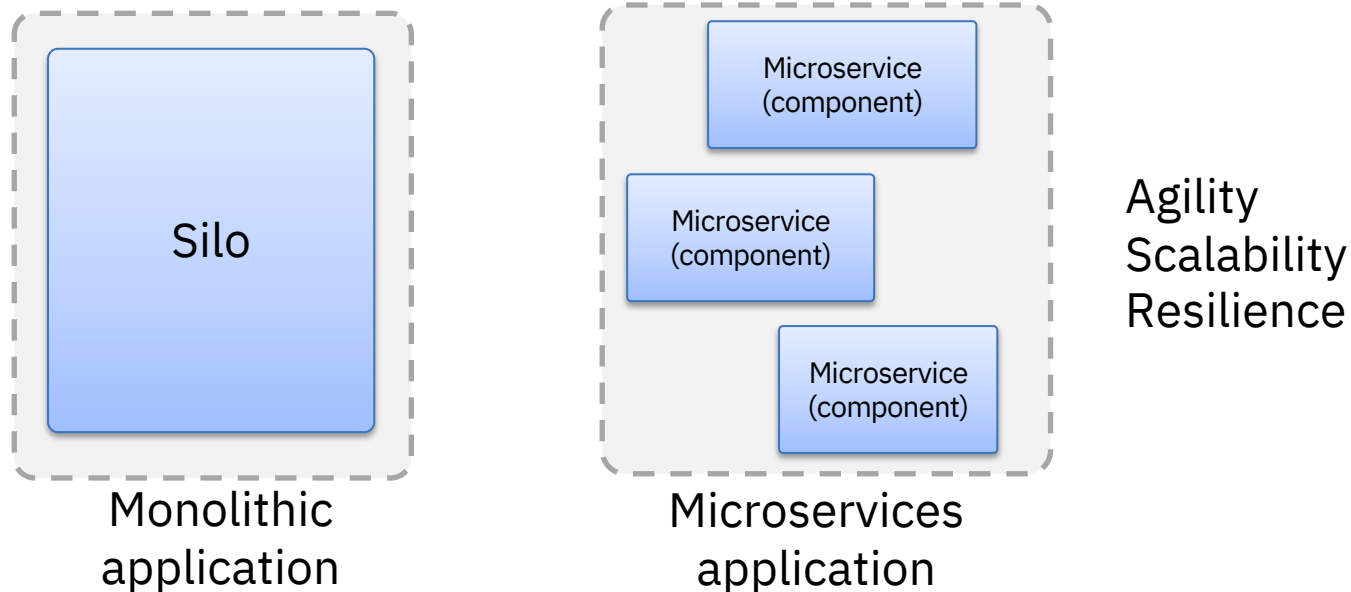 Silo
Monolithic
application
Microservice
(component)
Microservice
(component)
Microservice
(component)
Microservices
application
Agility
Scalability
Resilience